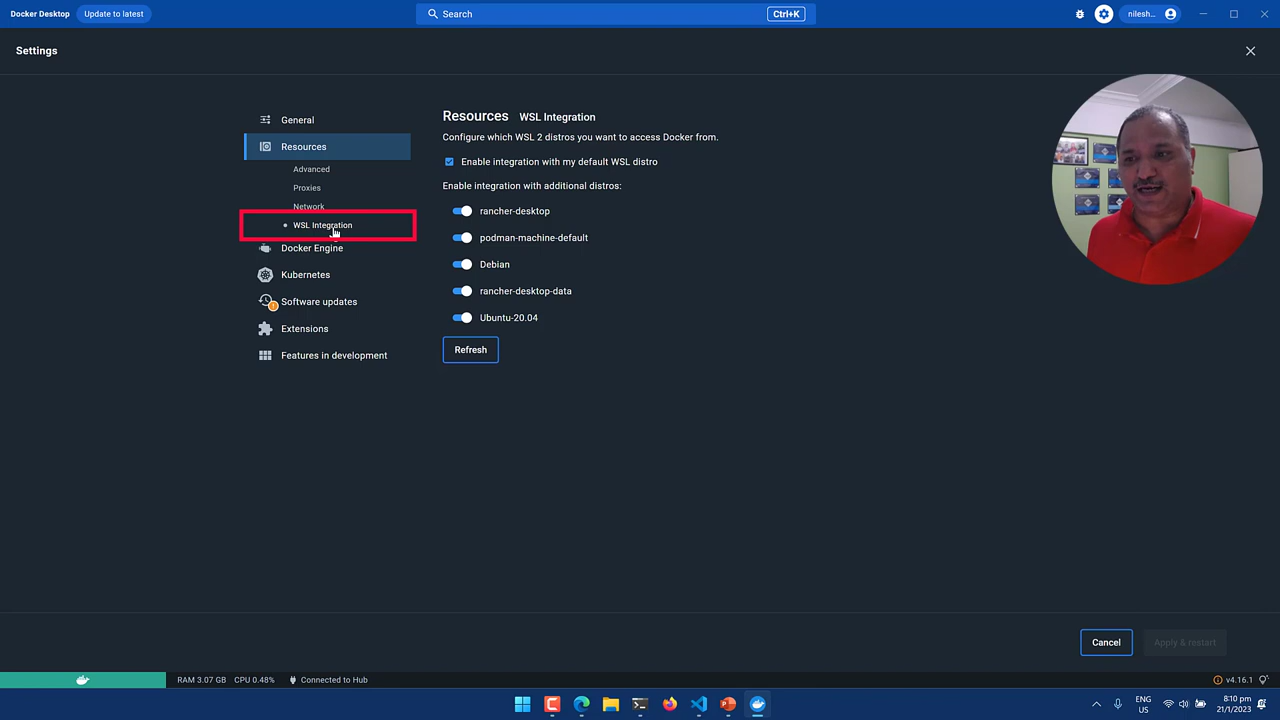 Docker Desktop
Update to latest
Search
Ctrl+K
nilesh...
Settings
General
Resources
Advanced
Proxies
Network
WSL Integration
Docker Engine
Kubernetes
Software updates
Extensions
Features in development
Resources WSL Integration
Configure which WSL 2 distros you want to access Docker from.
Enable integration with my default WSL distro
Enable integration with additional distros:
rancher-desktop
podman-machine-default
Debian
rancher-desktop-data
Ubuntu-20.04
Refresh
Cancel
Apply & restart
RAM 3.07 GB CPU 0.48% Connected to Hub
v4.16.1
ENG
US
8:10 pm
21/1/2023